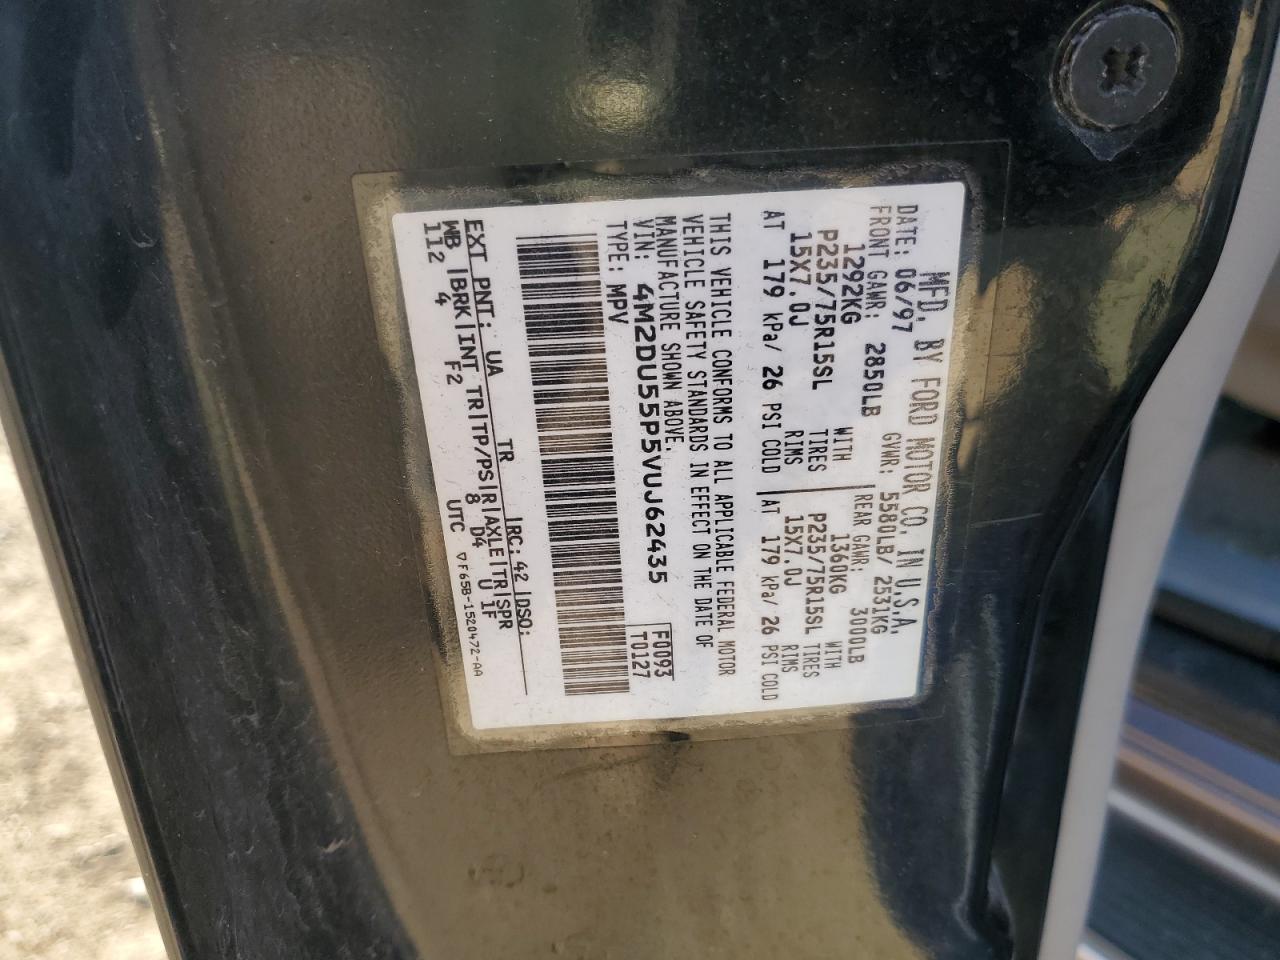 MFD. BY FORD MOTOR CO. IN U.S.A.
DATE: 06/97 GVWR: 5580LB/ 2531KG
FRONT GAWR: 2850LB REAR GAWR: 3000LB
1292KG WITH 1360KG WITH
P235/75R15SL TIRES P235/75R15SL TIRES
15X7.0J RIMS 15X7.0J RIMS
AT 179 kPa/ 26 PSI COLD AT 179 kPa/ 26 PSI COLD
THIS VEHICLE CONFORMS TO ALL APPLICABLE FEDERAL MOTOR
VEHICLE SAFETY STANDARDS IN EFFECT ON THE DATE OF
MANUFACTURE SHOWN ABOVE.
VIN: 4M2DU55P5VUJ62435 F0093
TYPE: MPV T0127
EXT PNT: UA TR RC: 42 DSO:
WB BRK INT TR TP/PS R AXLE TR SPR
112 4 F2 8 D4 U 1F
UTC ▽F65B-1520472-AA